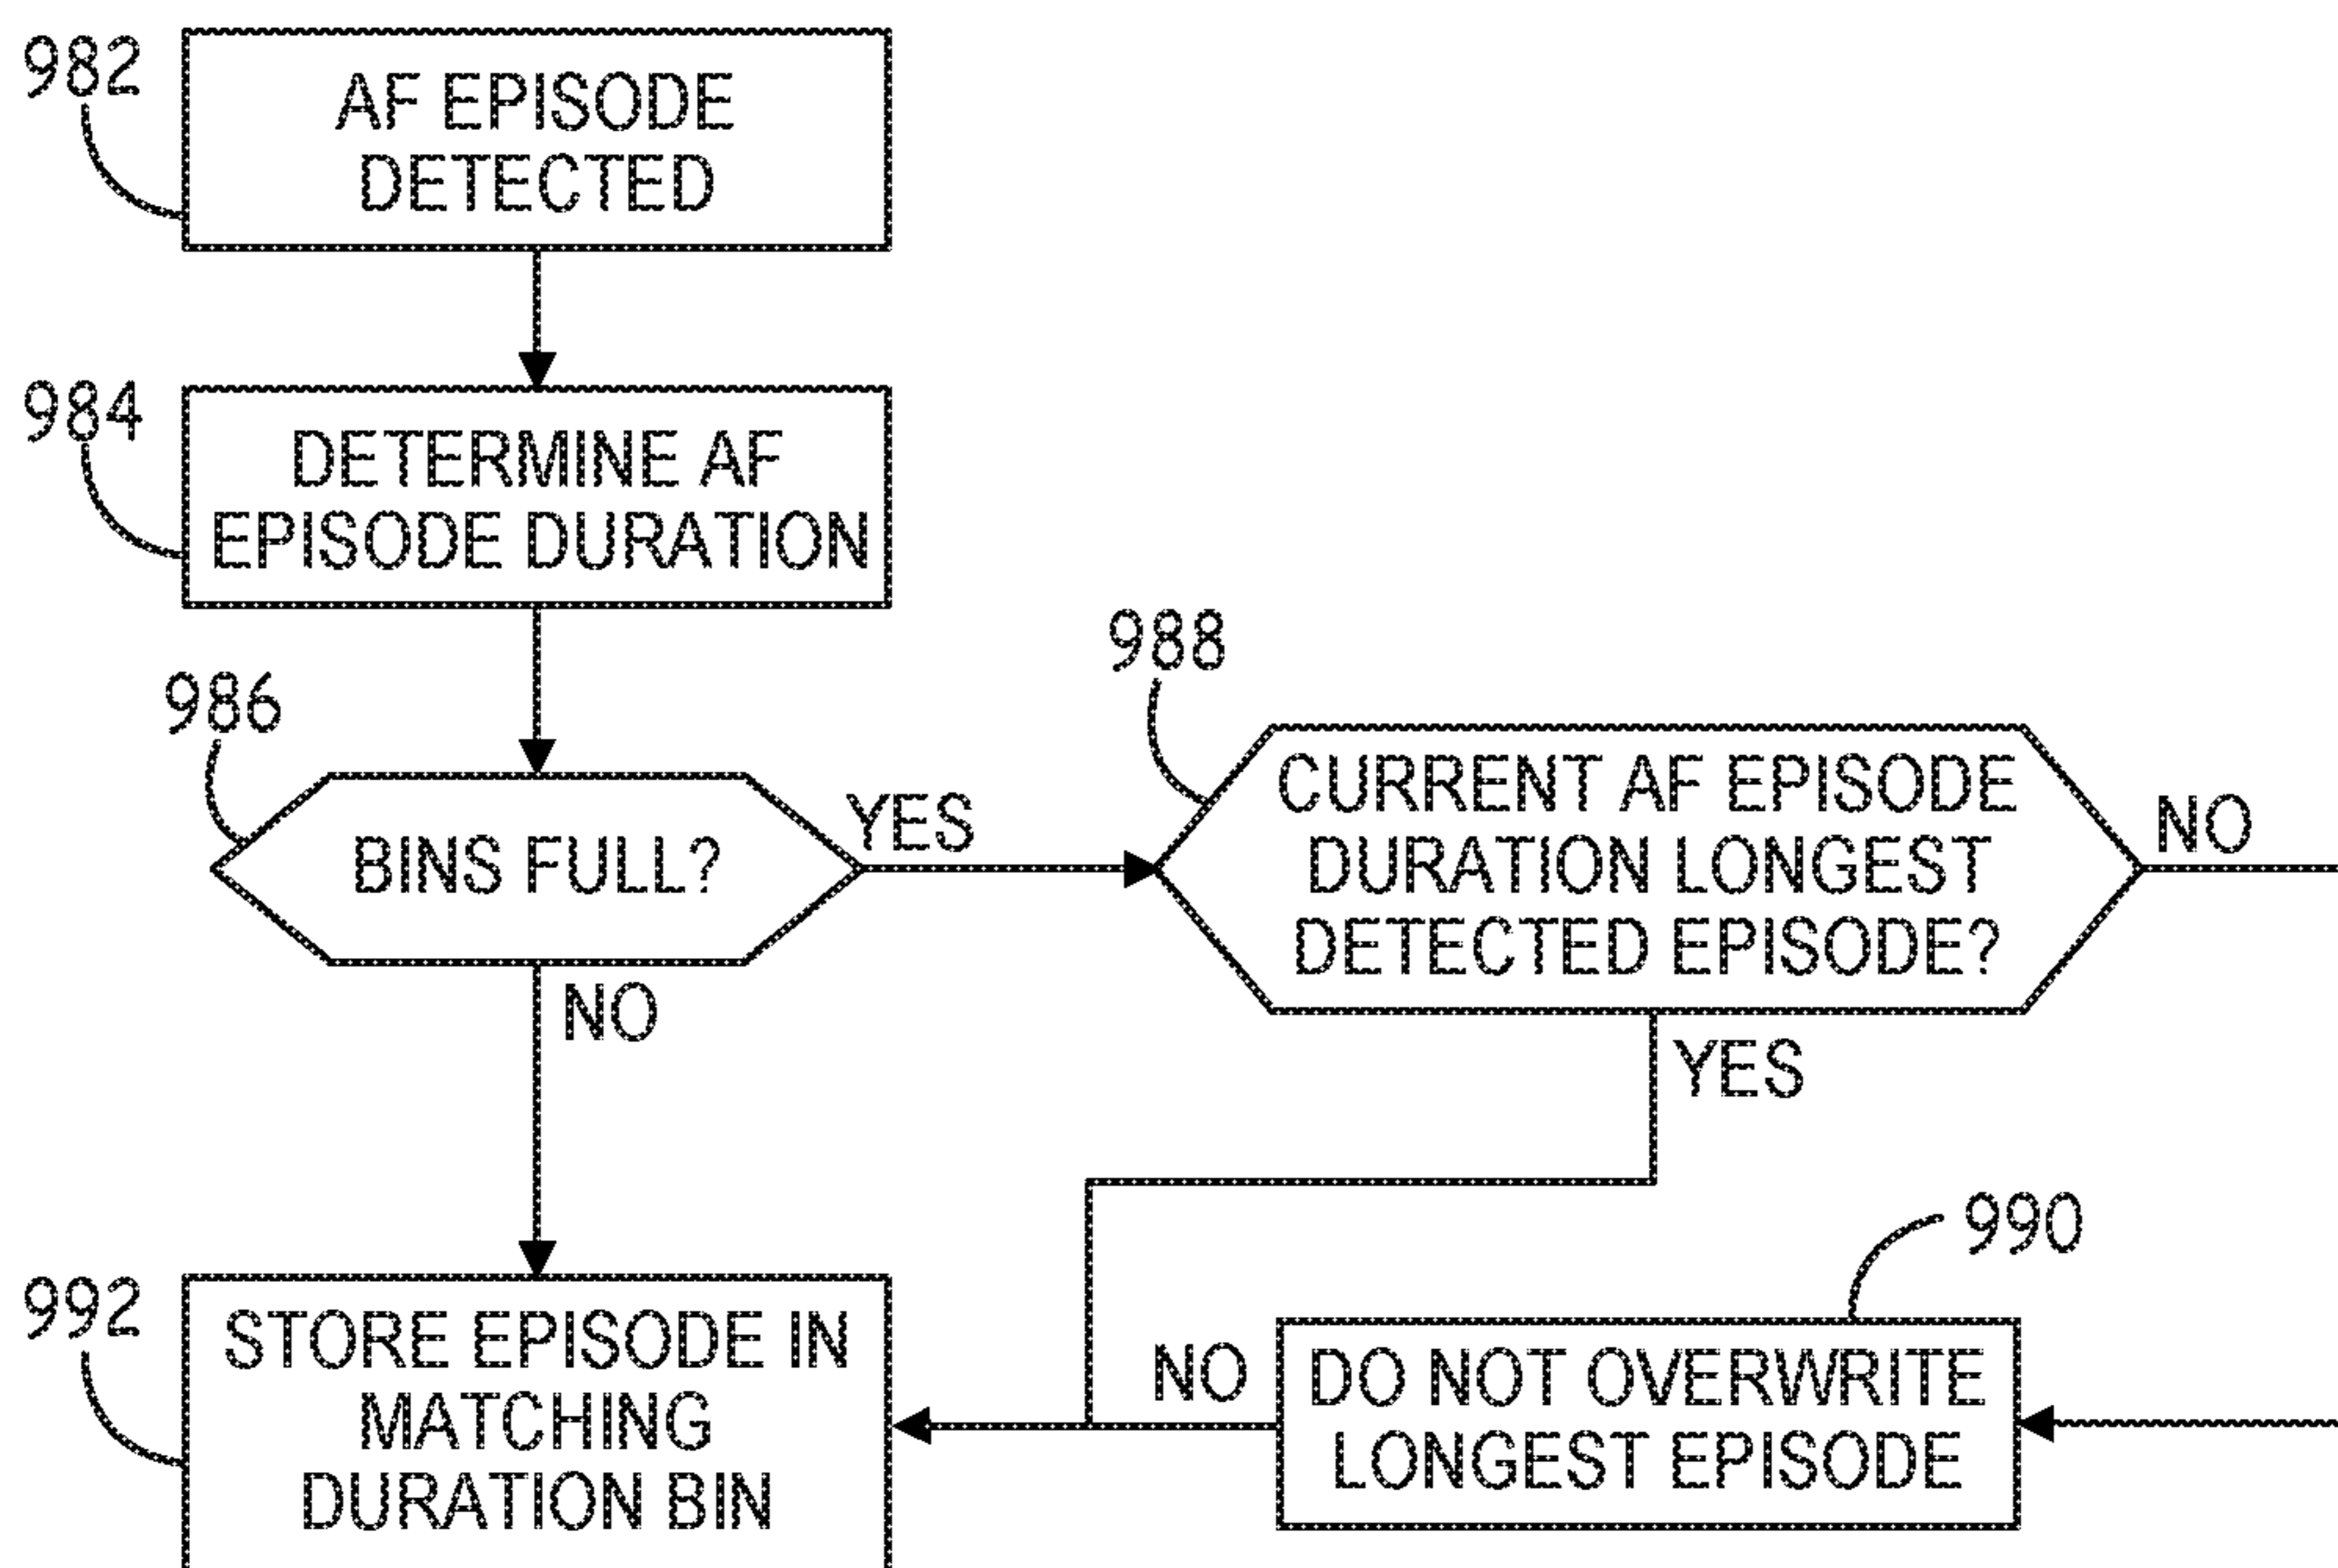 982
AF EPISODE
DETECTED
984
DETERMINE AF
EPISODE DURATION
986
BINS FULL?
YES
NO
988
CURRENT AF EPISODE
DURATION LONGEST
DETECTED EPISODE?
NO
YES
990
DO NOT OVERWRITE
LONGEST EPISODE
NO
992
STORE EPISODE IN
MATCHING
DURATION BIN